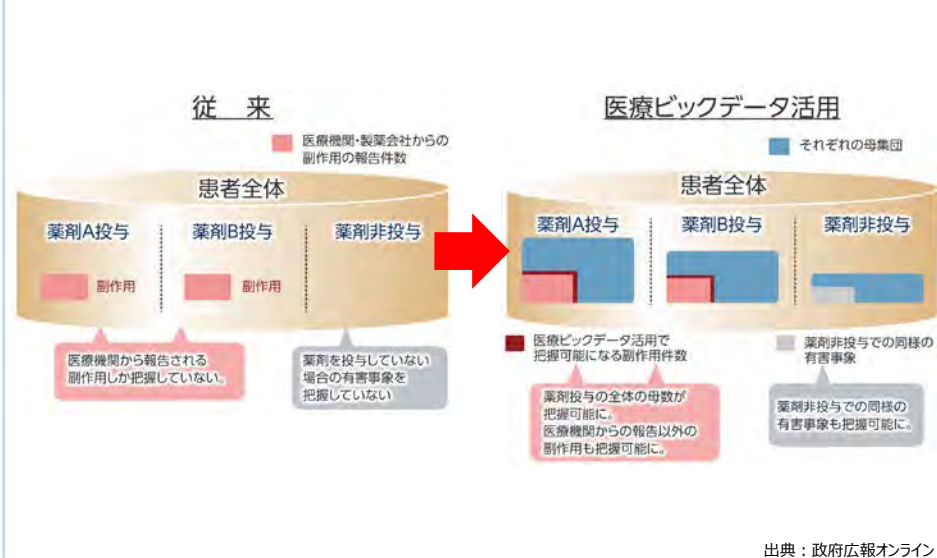 従　来
医療機関・製薬会社からの
副作用の報告件数
患者全体
薬剤A投与
薬剤B投与
薬剤非投与
副作用
副作用
医療機関から報告される
副作用しか把握していない。
薬剤を投与していない
場合の有害事象を
把握していない
医療ビックデータ活用
それぞれの母集団
患者全体
薬剤A投与
薬剤B投与
薬剤非投与
医療ビックデータ活用で
把握可能になる副作用件数
薬剤非投与での同様の
有害事象
薬剤投与の全体の母数が
把握可能に。
医療機関からの報告以外の
副作用も把握可能に。
薬剤非投与での同様の
有害事象も把握可能に。
出典：政府広報オンライン